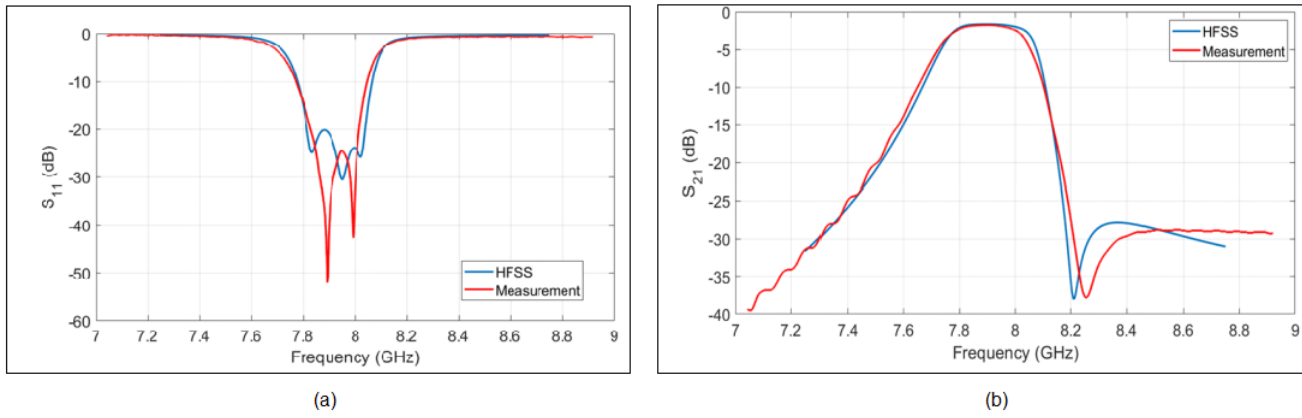 0
-10
-20
-30
-40
-50
-60
S11 (dB)
7 7.2 7.4 7.6 7.8 8 8.2 8.4 8.6 8.8 9
Frequency (GHz)
HFSS
Measurement
(a)
0
-5
-10
-15
-20
-25
-30
-35
-40
S21 (dB)
7 7.2 7.4 7.6 7.8 8 8.2 8.4 8.6 8.8 9
Frequency (GHz)
HFSS
Measurement
(b)